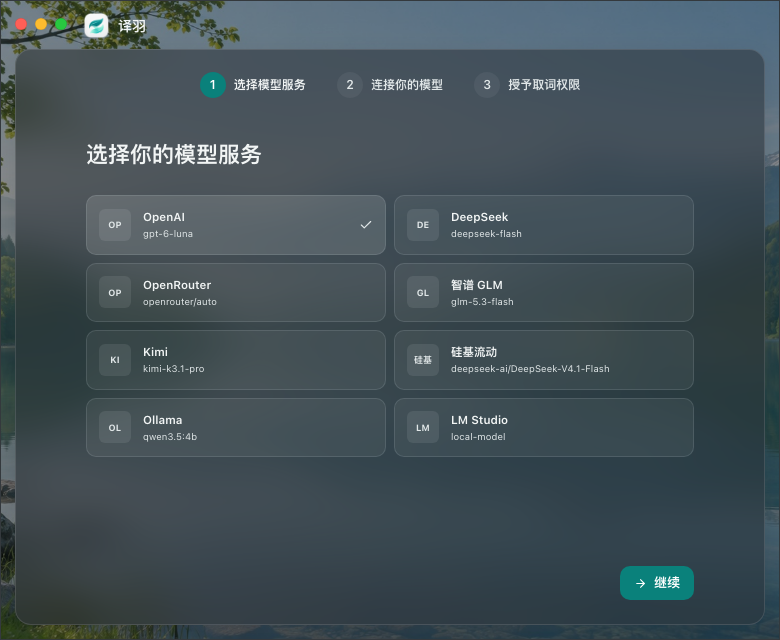 译羽
1 选择模型服务 2 连接你的模型 3 授予取词权限
选择你的模型服务
OP OpenAI
gpt-6-luna
DE DeepSeek
deepseek-flash
OP OpenRouter
openrouter/auto
GL 智谱 GLM
glm-5.3-flash
KI Kimi
kimi-k3.1-pro
硅基 硅基流动
deepseek-ai/DeepSeek-V4.1-Flash
OL Ollama
qwen3.5:4b
LM LM Studio
local-model
→ 继续